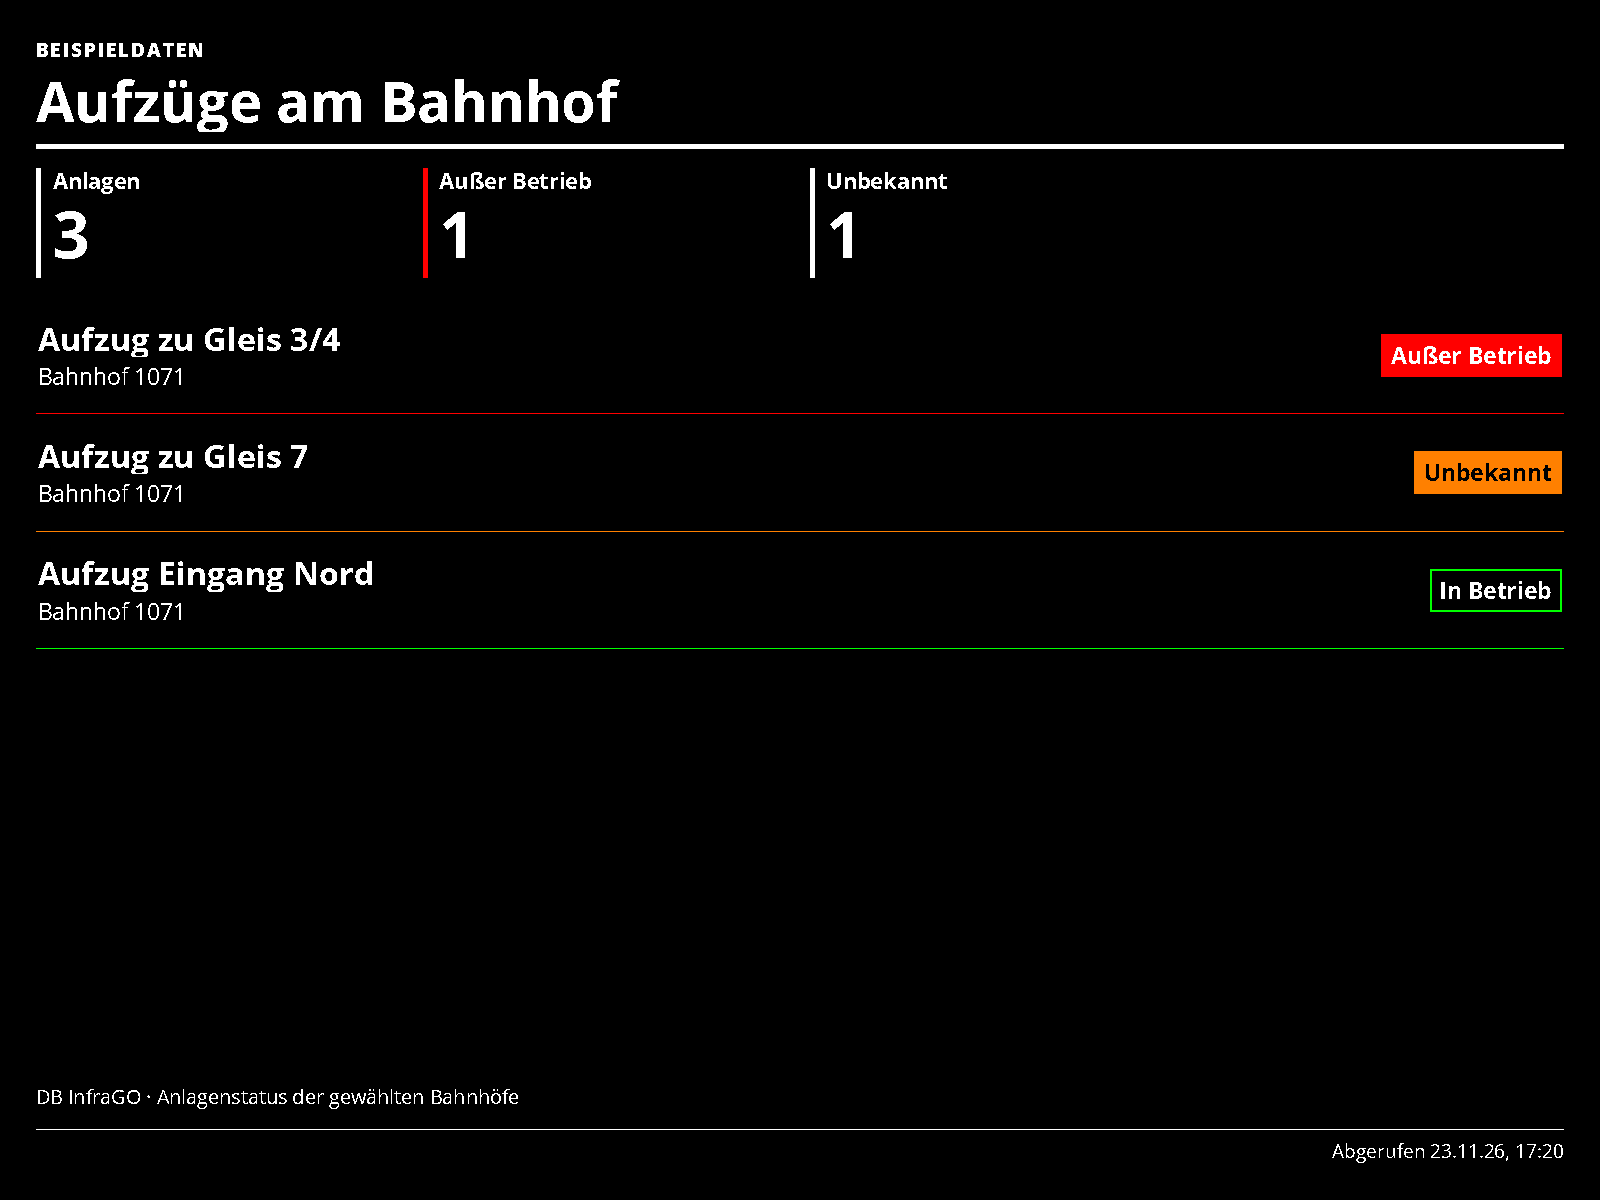 BEISPIELDATEN
Aufzüge am Bahnhof
Anlagen
3
Außer Betrieb
1
Unbekannt
1
Aufzug zu Gleis 3/4
Bahnhof 1071
Außer Betrieb
Aufzug zu Gleis 7
Bahnhof 1071
Unbekannt
Aufzug Eingang Nord
Bahnhof 1071
In Betrieb
DB InfraGO · Anlagenstatus der gewählten Bahnhöfe
Abgerufen 23.11.26, 17:20